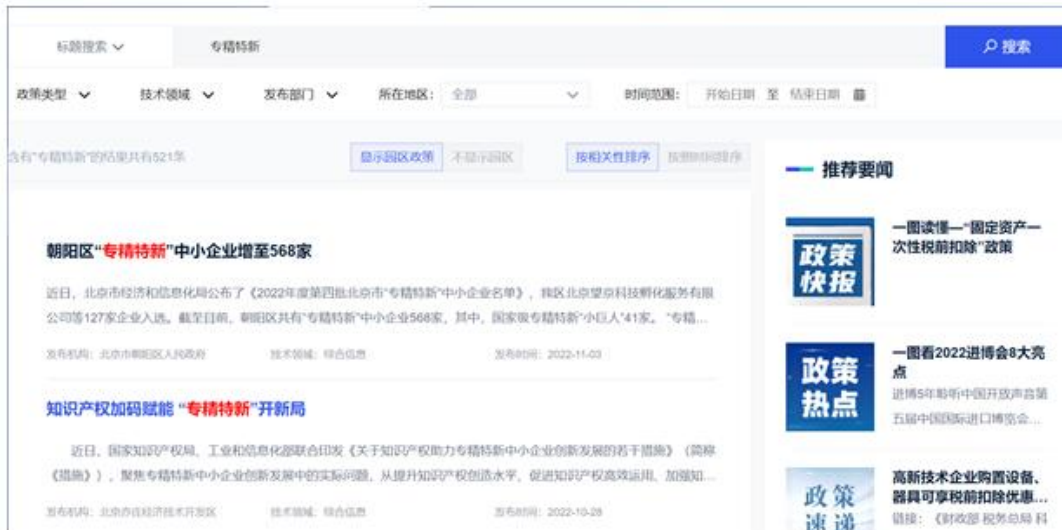 标题搜索
专精特新
搜索
政策类型
技术领域
发布部门
所在地区： 全部
时间范围： 开始日期 至 结束日期
含有“专精特新”的结果共有521条
显示园区政策 不显示园区
按相关性排序 按照时间排序
朝阳区“专精特新”中小企业增至568家
近日，北京市经济和信息化局公布了《2022年度第四批北京市“专精特新”中小企业名单》，我区北京望京科技孵化服务有限
公司等127家企业入选。截至目前，朝阳区共有“专精特新”中小企业568家，其中，国家级专精特新“小巨人”41家。 “专精...
发布机构：北京市朝阳区人民政府 技术领域：综合信息 发布时间：2022-11-03
知识产权加码赋能 “专精特新”开新局
近日，国家知识产权局、工业和信息化部联合印发《关于知识产权助力专精特新中小企业创新发展的若干措施》（简称
《措施》），聚焦专精特新中小企业创新发展中的实际问题，从提升知识产权创造水平，促进知识产权高效运用，加强知...
发布机构：北京亦庄经济技术开发区 技术领域：综合信息 发布时间：2022-10-28
推荐要闻
政策
快报
一图读懂—“固定资产一
次性税前扣除”政策
政策
热点
一图看2022进博会8大亮
点
进博5年聆听中国开放声音第
五届中国国际进口博览会...
政策
速递
高新技术企业购置设备、
器具可享税前扣除优惠...
链接：《财政部 税务总局 科